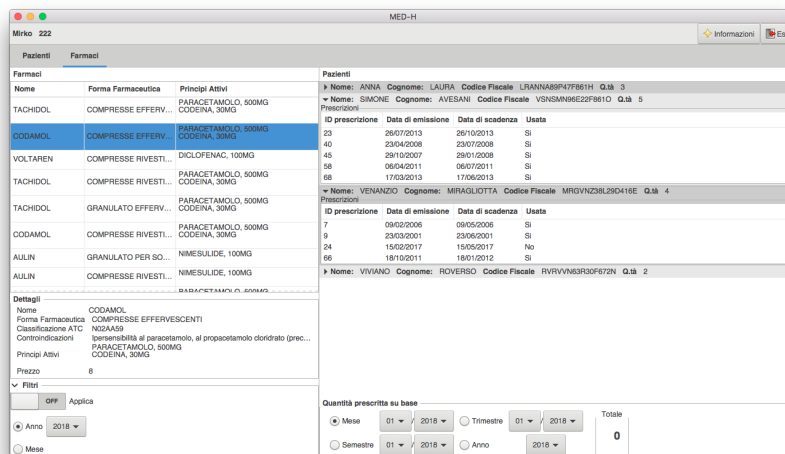 MED-H
Mirko 222
Informazioni
Es
Pazienti Farmaci
Farmaci
Nome Forma Farmaceutica Principi Attivi
TACHIDOL COMPRESSE EFFERV... PARACETAMOLO, 500MG
CODEINA, 30MG
CODAMOL COMPRESSE EFFERV... PARACETAMOLO, 500MG
CODEINA, 30MG
VOLTAREN COMPRESSE RIVESTI... DICLOFENAC, 100MG
TACHIDOL COMPRESSE RIVESTI... PARACETAMOLO, 500MG
CODEINA, 30MG
TACHIDOL GRANULATO EFFERV... PARACETAMOLO, 500MG
CODEINA, 30MG
CODAMOL COMPRESSE RIVESTI... PARACETAMOLO, 500MG
CODEINA, 30MG
AULIN GRANULATO PER SO... NIMESULIDE, 100MG
AULIN COMPRESSE RIVESTI... NIMESULIDE, 100MG
PARACETAMOLO, 500MG
Dettagli
Nome CODAMOL
Forma Farmaceutica COMPRESSE EFFERVESCENTI
Classificazione ATC N02AA59
Controindicazioni Ipersensibilità al paracetamolo, al propacetamolo cloridrato (prec...
Principi Attivi PARACETAMOLO, 500MG
CODEINA, 30MG
Prezzo 8
Filtri
OFF Applica
Anno 2018
Mese
Pazienti
Nome: ANNA Cognome: LAURA Codice Fiscale LRANNA89P47F861H Q.tà 3
Nome: SIMONE Cognome: AVESANI Codice Fiscale VSNSMN96E22F861O Q.tà 5
Prescrizioni
ID prescrizione Data di emissione Data di scadenza Usata
23 26/07/2013 26/10/2013 Si
40 23/04/2008 23/07/2008 Si
45 29/10/2007 29/01/2008 Si
58 06/04/2011 06/07/2011 Si
68 17/03/2013 17/06/2013 Si
Nome: VENANZIO Cognome: MIRAGLIOTTA Codice Fiscale MRGVNZ38L29D416E Q.tà 4
Prescrizioni
ID prescrizione Data di emissione Data di scadenza Usata
7 09/02/2006 09/05/2006 Si
9 23/03/2001 23/06/2001 Si
24 15/02/2017 15/05/2017 No
66 18/10/2011 18/01/2012 Si
Nome: VIVIANO Cognome: ROVERSO Codice Fiscale RVRVVN63R30F672N Q.tà 2
Quantità prescritta su base
Mese 01 / 2018 Trimestre 01 / 2018
Semestre 01 / 2018 Anno 2018
Totale
0